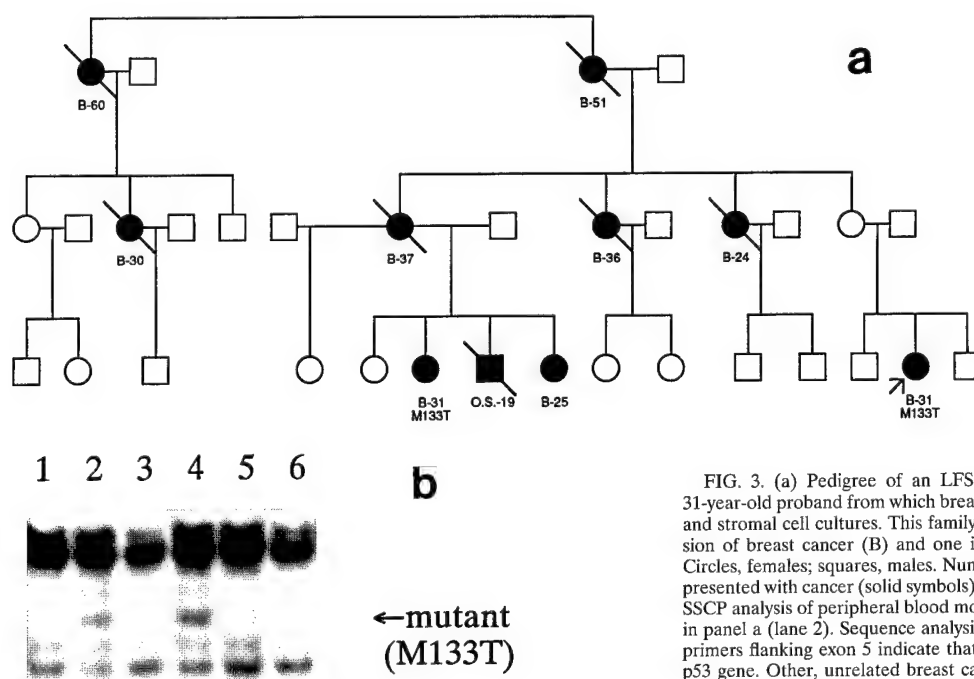 a
B-60
B-51
B-30
B-37
B-36
B-24
B-31
M133T
O.S.-19
B-25
B-31
M133T
1 2 3 4 5 6
b
←mutant
(M133T)
FIG. 3. (a) Pedigree of an LFS
31-year-old proband from which brea
and stromal cell cultures. This family
sion of breast cancer (B) and one i
Circles, females; squares, males. Num
presented with cancer (solid symbols)
SSCP analysis of peripheral blood mo
in panel a (lane 2). Sequence analysi
primers flanking exon 5 indicate that
p53 gene. Other, unrelated breast ca